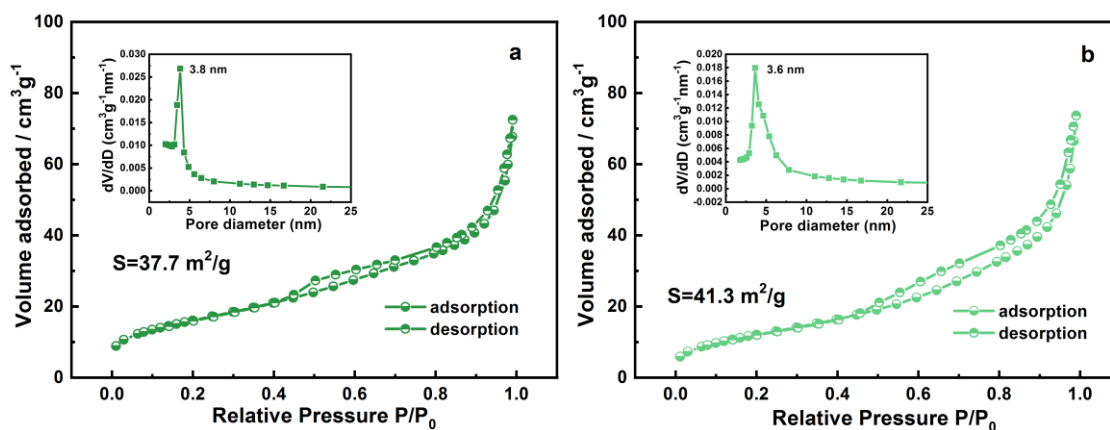 a
Volume adsorbed / cm³g⁻¹
100
80
60
40
20
0
0.0 0.2 0.4 0.6 0.8 1.0
Relative Pressure P/P₀
S=37.7 m²/g
adsorption
desorption
dV/dD (cm³g⁻¹nm⁻¹)
0.030
0.025
0.020
0.015
0.010
0.005
0.000
0 5 10 15 20 25
Pore diameter (nm)
3.8 nm
b
Volume adsorbed / cm³g⁻¹
100
80
60
40
20
0
0.0 0.2 0.4 0.6 0.8 1.0
Relative Pressure P/P₀
S=41.3 m²/g
adsorption
desorption
dV/dD (cm³g⁻¹nm⁻¹)
0.020
0.018
0.016
0.014
0.012
0.010
0.008
0.006
0.004
0.002
0.000
-0.002
0 5 10 15 20 25
Pore diameter (nm)
3.6 nm